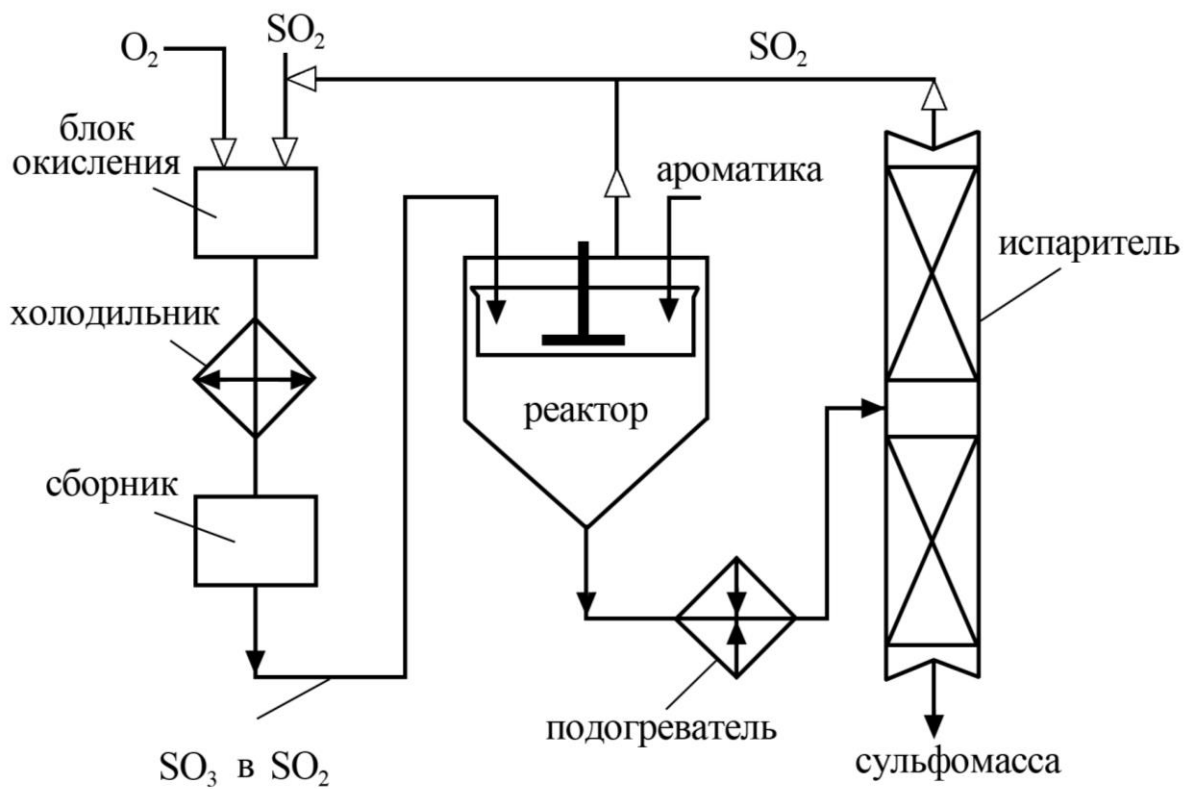 O₂
SO₂
SO₂
блок
окисления
ароматика
испаритель
холодильник
реактор
сборник
подогреватель
SO₃ в SO₂
сульфомасса